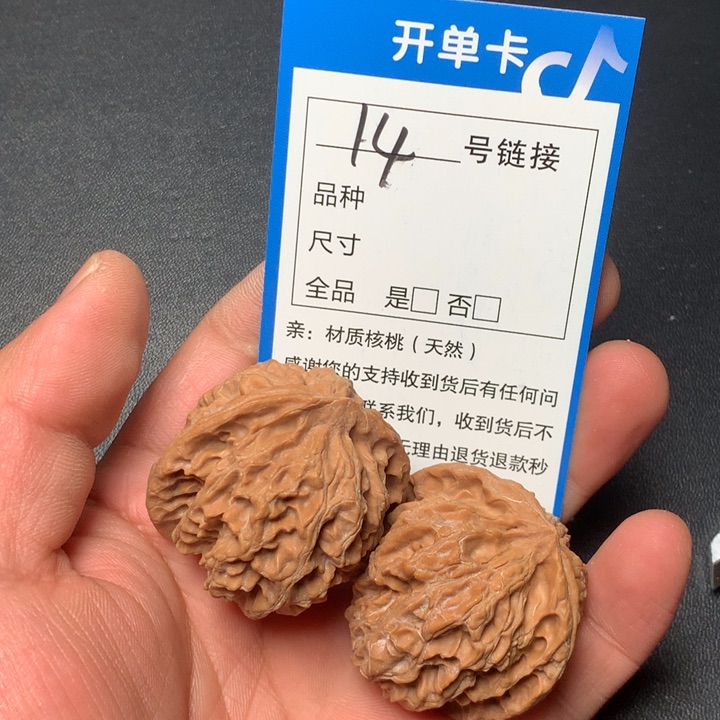 开单卡
14号链接
品种
尺寸
全品 是□ 否□
亲：材质核桃（天然）
感谢您的支持收到货后有任何问
联系我们，收到货后不
理由退货退款秒